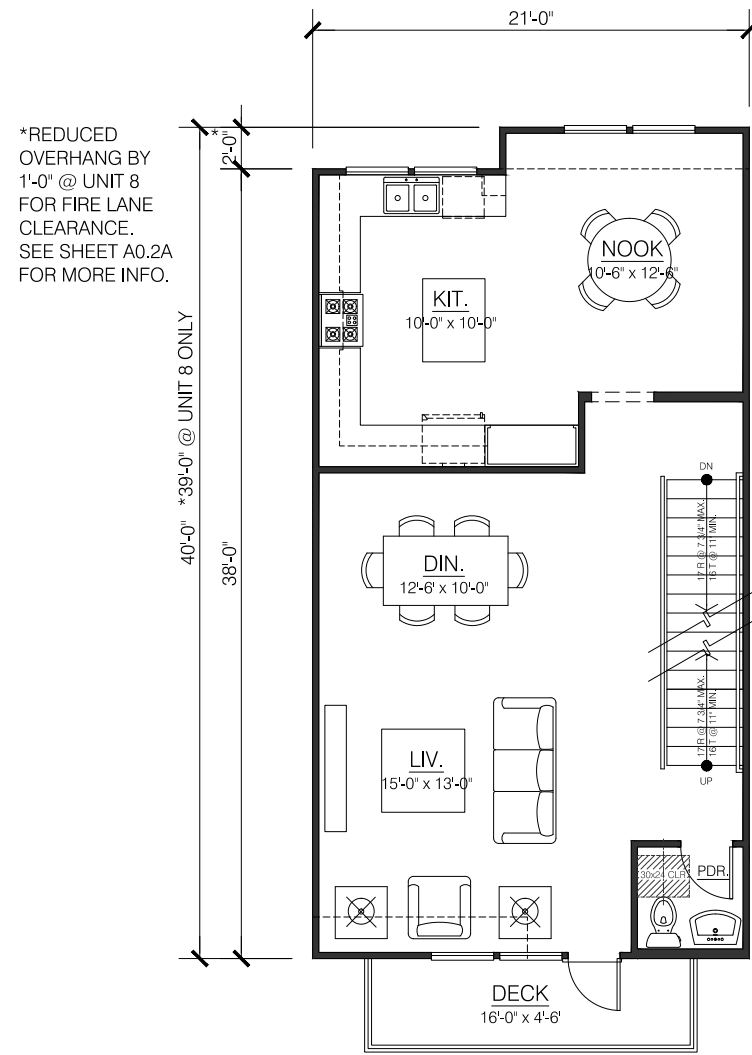 21'-0"
*REDUCED
OVERHANG BY
1'-0" @ UNIT 8
FOR FIRE LANE
CLEARANCE.
SEE SHEET A0.2A
FOR MORE INFO.
2'-0"*
40'-0" *39'-0" @ UNIT 8 ONLY
38'-0"
NOOK
10'-6" x 12'-6"
KIT.
10'-0" x 10'-0"
DN
17 R @ 7 3/4" MAX.
16 T @ 11" MIN.
DIN.
12'-6' x 10'-0"
LIV.
15'-0" x 13'-0"
17 R @ 7 3/4" MAX.
16 T @ 11" MIN.
UP
30x24 CLR
PDR.
DECK
16'-0" x 4'-6'